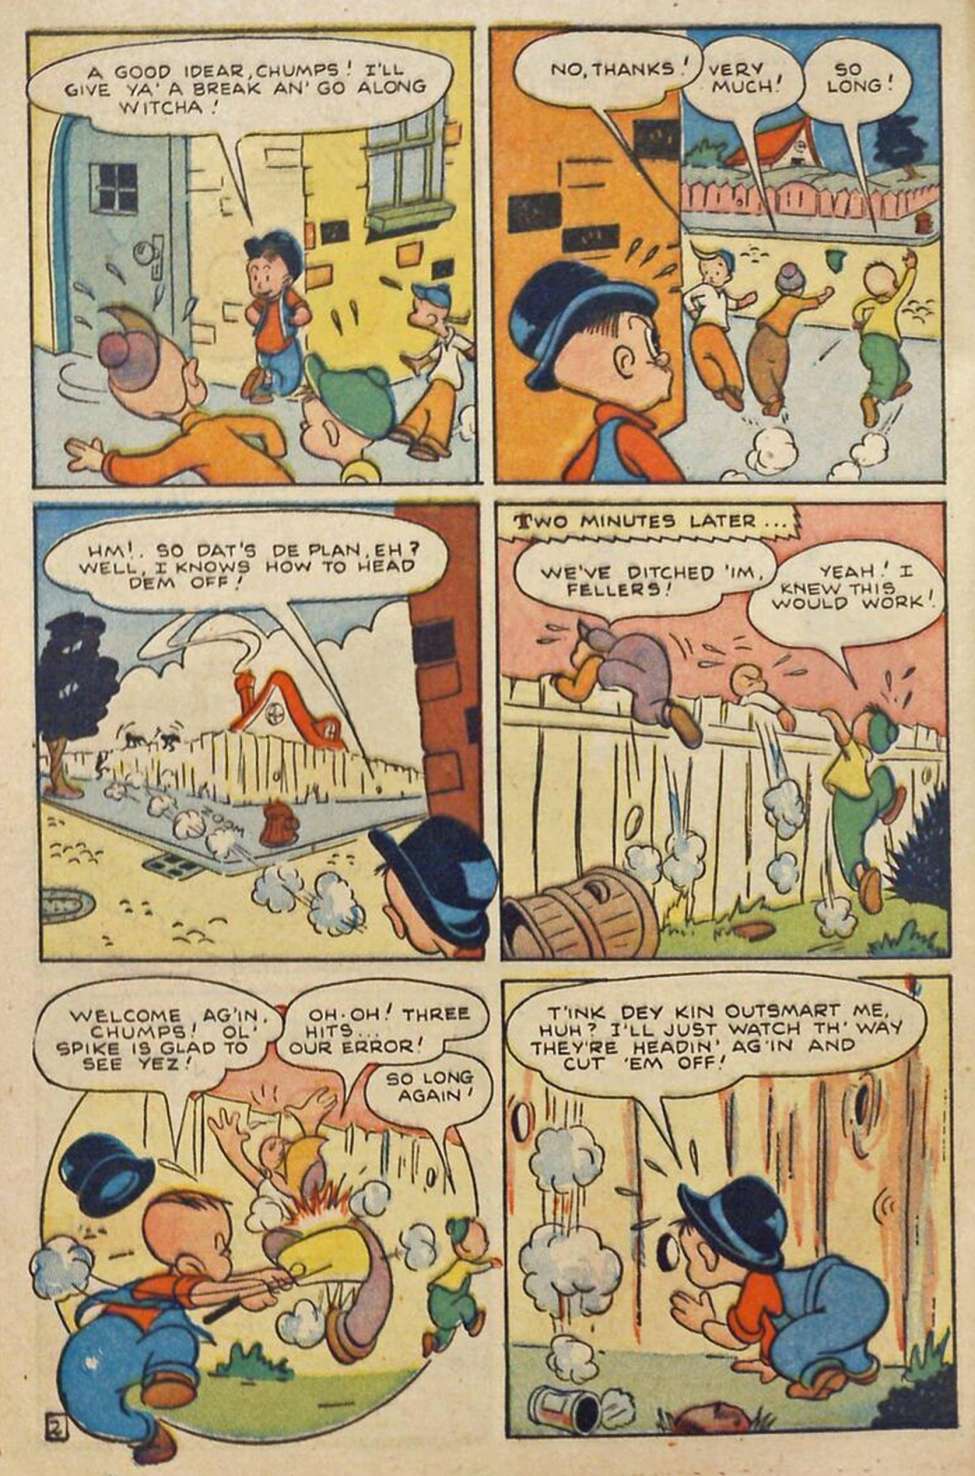 A GOOD IDEAR, CHUMPS! I'LL
GIVE YA' A BREAK AN' GO ALONG
WITCHA!
NO, THANKS!
VERY
MUCH!
SO
LONG!
HM!. SO DAT'S DE PLAN, EH?
WELL, I KNOWS HOW TO HEAD
DEM OFF!
ZOOM
TWO MINUTES LATER...
WE'VE DITCHED 'IM,
FELLERS!
YEAH! I
KNEW THIS
WOULD WORK!
WELCOME AG'IN,
CHUMPS! OL'
SPIKE IS GLAD TO
SEE YEZ!
OH-OH! THREE
HITS...
OUR ERROR!
SO LONG
AGAIN!
T'INK DEY KIN OUTSMART ME,
HUH? I'LL JUST WATCH TH' WAY
THEY'RE HEADIN' AG'IN AND
CUT 'EM OFF!
2